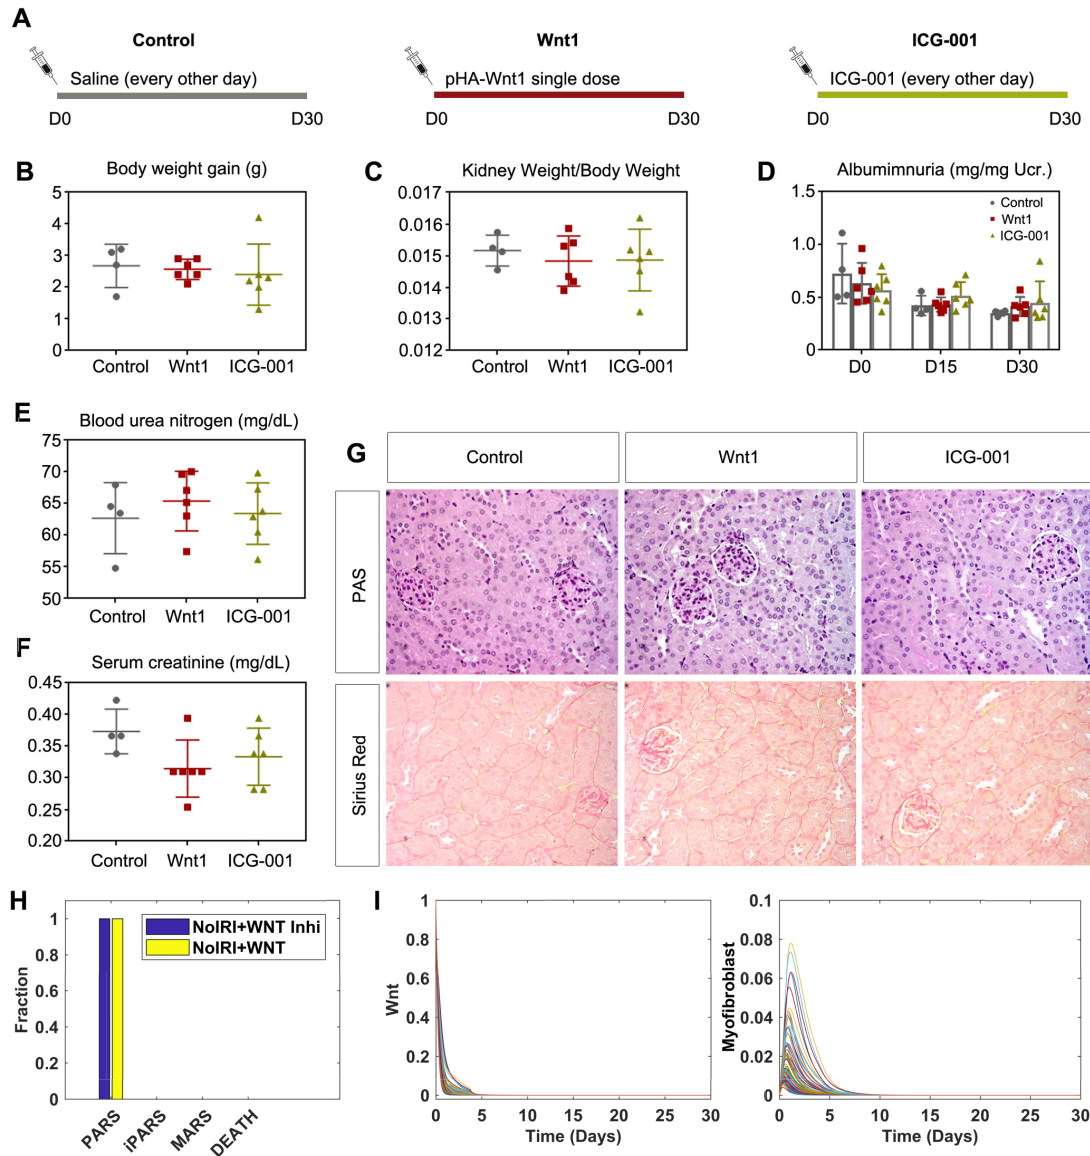 A
Control
Wnt1
ICG-001
Saline (every other day)
pHA-Wnt1 single dose
ICG-001 (every other day)
D0
D30
D0
D30
D0
D30
B
Body weight gain (g)
5
4
3
2
1
0
Control
Wnt1
ICG-001
C
Kidney Weight/Body Weight
0.017
0.016
0.015
0.014
0.013
0.012
Control
Wnt1
ICG-001
D
Albumimnuria (mg/mg Ucr.)
1.5
1.0
0.5
0
Control
Wnt1
ICG-001
D0
D15
D30
E
Blood urea nitrogen (mg/dL)
75
70
65
60
55
50
Control
Wnt1
ICG-001
F
Serum creatinine (mg/dL)
0.45
0.40
0.35
0.30
0.25
0.20
Control
Wnt1
ICG-001
G
Control
Wnt1
ICG-001
PAS
Sirius Red
H
Fraction
1
0.8
0.6
0.4
0.2
0
NoIRI+WNT Inhi
NoIRI+WNT
PARS
iPARS
MARS
DEATH
I
Wnt
1
0.8
0.6
0.4
0.2
0
0
5
10
15
20
25
30
Time (Days)
Myofibroblast
0.1
0.08
0.06
0.04
0.02
0
0
5
10
15
20
25
30
Time (Days)